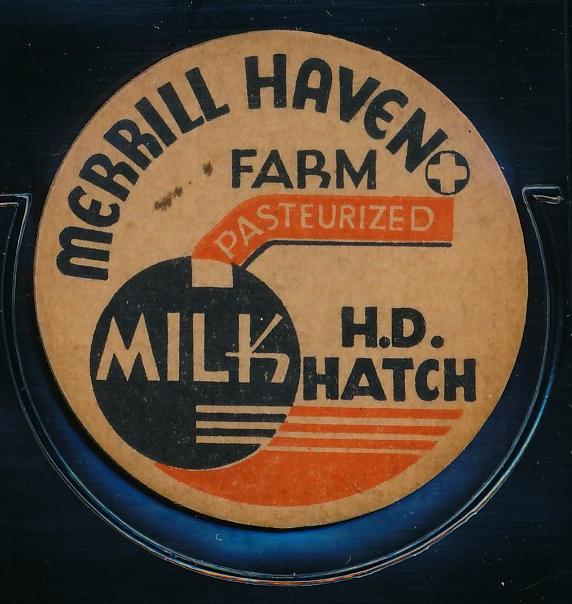 MERRILL HAVEN
FARM
PASTEURIZED
MILK
H.D.
HATCH